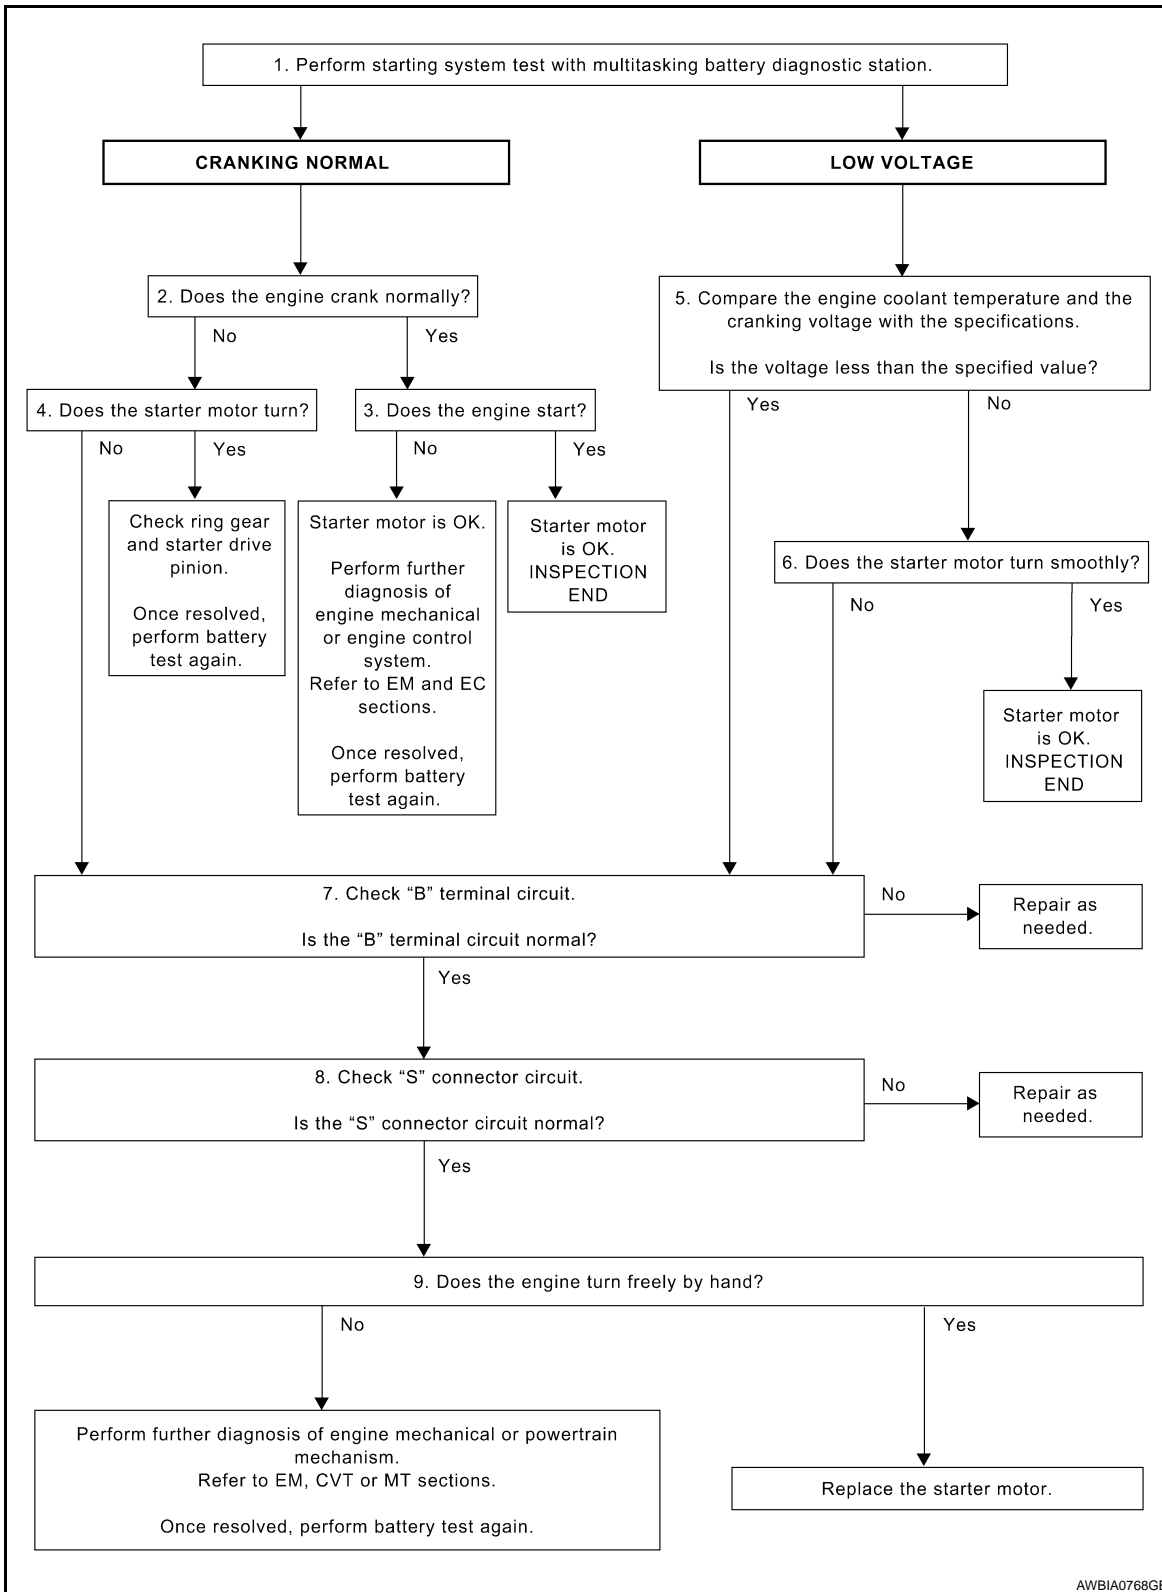 1. Perform starting system test with multitasking battery diagnostic station.
CRANKING NORMAL
LOW VOLTAGE
2. Does the engine crank normally?
No
Yes
4. Does the starter motor turn?
No
Yes
3. Does the engine start?
No
Yes
Check ring gear
and starter drive
pinion.
Once resolved,
perform battery
test again.
Starter motor is OK.
Perform further
diagnosis of
engine mechanical
or engine control
system.
Refer to EM and EC
sections.
Once resolved,
perform battery
test again.
Starter motor
is OK.
INSPECTION
END
5. Compare the engine coolant temperature and the
cranking voltage with the specifications.
Is the voltage less than the specified value?
Yes
No
6. Does the starter motor turn smoothly?
No
Yes
Starter motor
is OK.
INSPECTION
END
7. Check “B” terminal circuit.
Is the “B” terminal circuit normal?
No
Repair as
needed.
Yes
8. Check “S” connector circuit.
Is the “S” connector circuit normal?
No
Repair as
needed.
Yes
9. Does the engine turn freely by hand?
No
Yes
Perform further diagnosis of engine mechanical or powertrain
mechanism.
Refer to EM, CVT or MT sections.
Once resolved, perform battery test again.
Replace the starter motor.